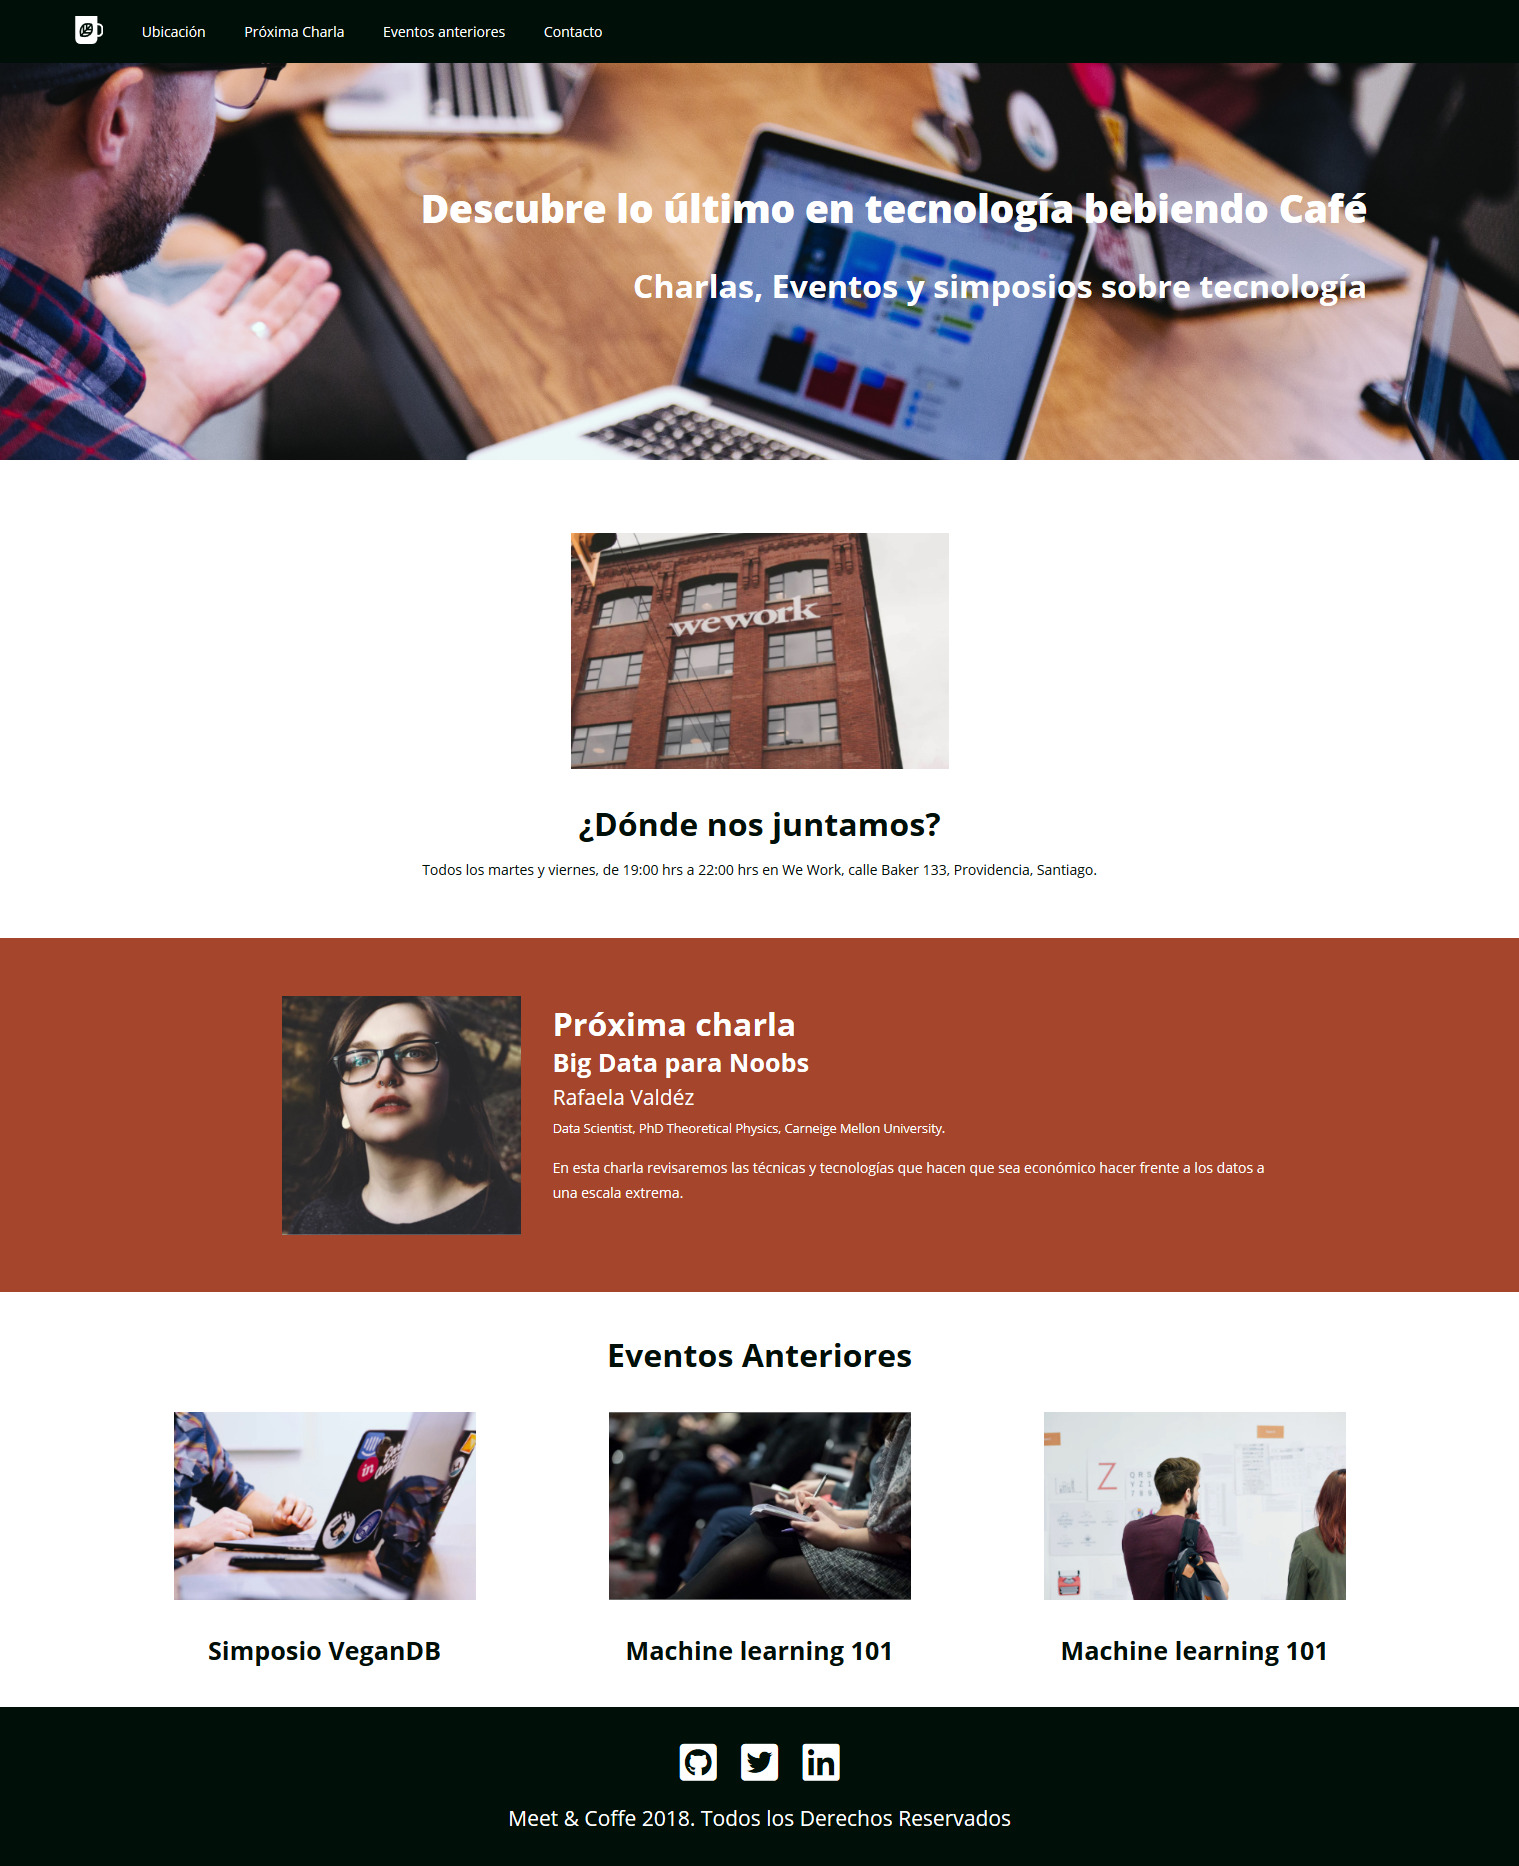 Ubicación
Próxima Charla
Eventos anteriores
Contacto
Descubre lo último en tecnología bebiendo Café
Charlas, Eventos y simposios sobre tecnología
wework
¿Dónde nos juntamos?
Todos los martes y viernes, de 19:00 hrs a 22:00 hrs en We Work, calle Baker 133, Providencia, Santiago.
Próxima charla
Big Data para Noobs
Rafaela Valdéz
Data Scientist, PhD Theoretical Physics, Carneige Mellon University.
En esta charla revisaremos las técnicas y tecnologías que hacen que sea económico hacer frente a los datos a
una escala extrema.
Eventos Anteriores
in
Z
Simposio VeganDB
Machine learning 101
Machine learning 101
in
Meet & Coffe 2018. Todos los Derechos Reservados